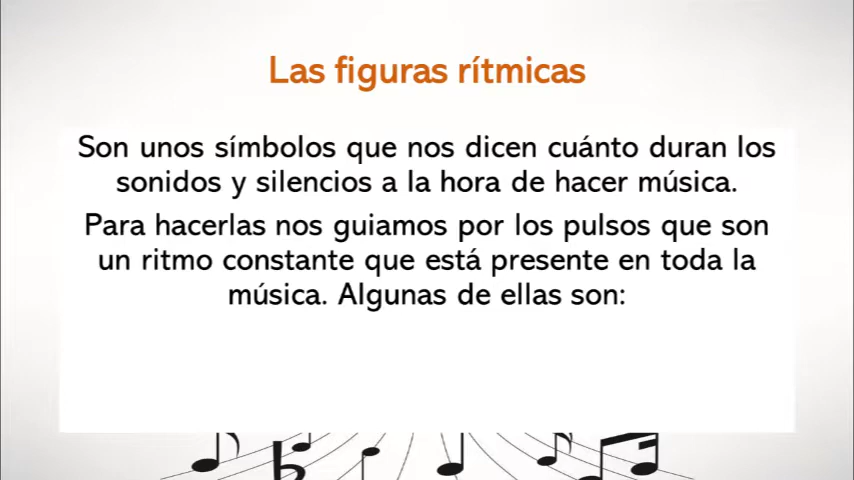 Las figuras rítmicas
Son unos símbolos que nos dicen cuánto duran los
sonidos y silencios a la hora de hacer música.
Para hacerlas nos guiamos por los pulsos que son
un ritmo constante que está presente en toda la
música. Algunas de ellas son: